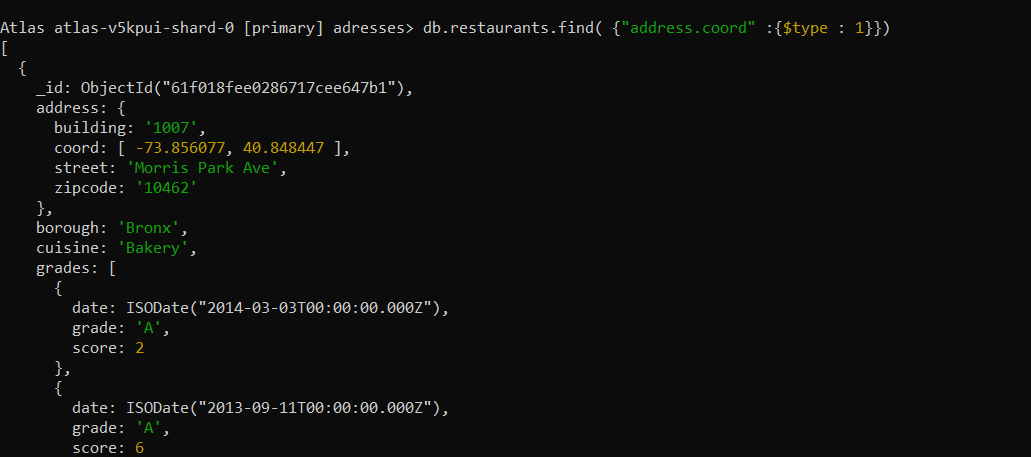 Atlas atlas-v5kpui-shard-0 [primary] adresses> db.restaurants.find( {"address.coord" :{$type : 1}})
[
  {
    _id: ObjectId("61f018fee0286717cee647b1"),
    address: {
      building: '1007',
      coord: [ -73.856077, 40.848447 ],
      street: 'Morris Park Ave',
      zipcode: '10462'
    },
    borough: 'Bronx',
    cuisine: 'Bakery',
    grades: [
      {
        date: ISODate("2014-03-03T00:00:00.000Z"),
        grade: 'A',
        score: 2
      },
      {
        date: ISODate("2013-09-11T00:00:00.000Z"),
        grade: 'A',
        score: 6